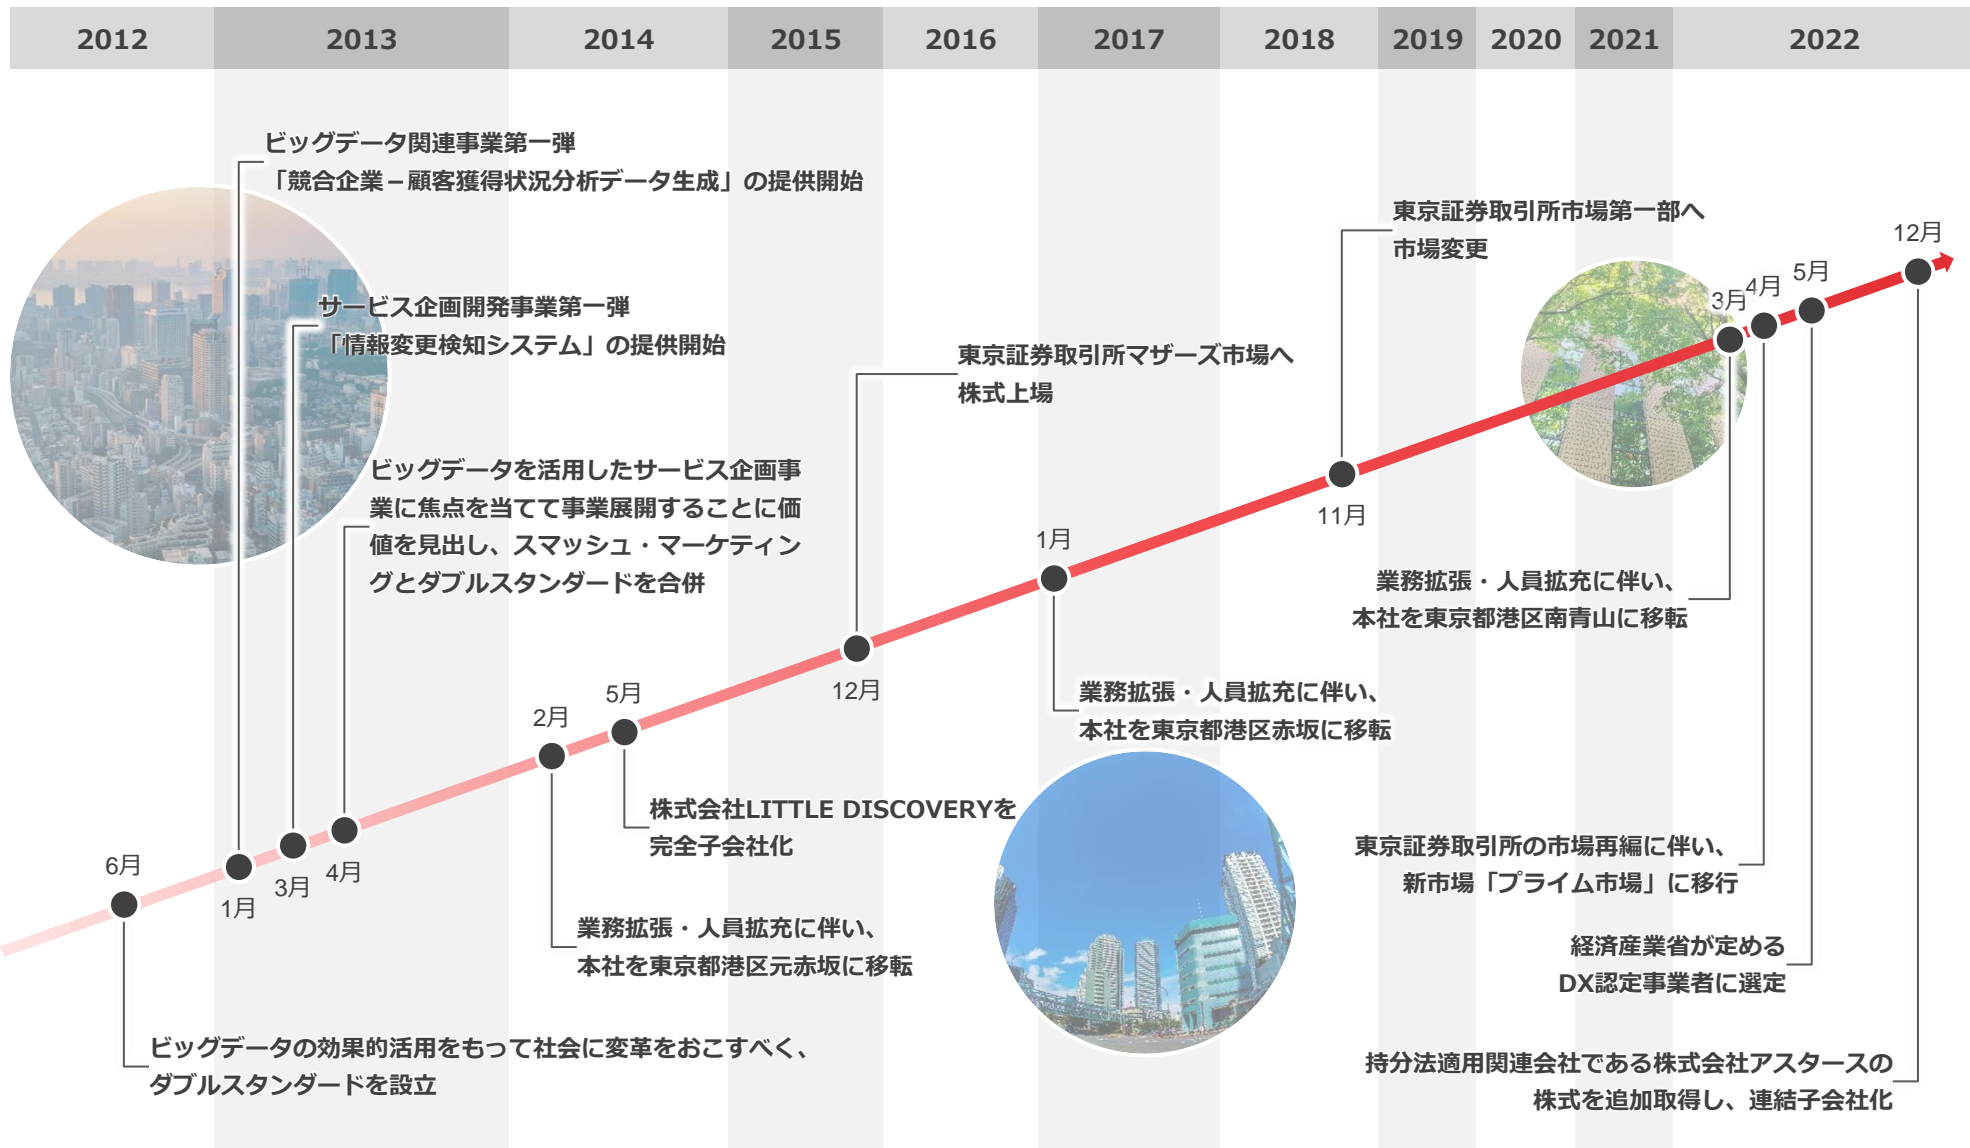 2012
2013
2014
2015
2016
2017
2018
2019
2020
2021
2022
6月
ビッグデータの効果的活用をもって社会に変革をおこすべく、
ダブルスタンダードを設立
1月
ビッグデータ関連事業第一弾
「競合企業－顧客獲得状況分析データ生成」の提供開始
3月
サービス企画開発事業第一弾
「情報変更検知システム」の提供開始
4月
ビッグデータを活用したサービス企画事
業に焦点を当てて事業展開することに価
値を見出し、スマッシュ・マーケティン
グとダブルスタンダードを合併
2月
業務拡張・人員拡充に伴い、
本社を東京都港区元赤坂に移転
5月
株式会社LITTLE DISCOVERYを
完全子会社化
12月
東京証券取引所マザーズ市場へ
株式上場
1月
業務拡張・人員拡充に伴い、
本社を東京都港区赤坂に移転
11月
東京証券取引所市場第一部へ
市場変更
3月
業務拡張・人員拡充に伴い、
本社を東京都港区南青山に移転
4月
東京証券取引所の市場再編に伴い、
新市場「プライム市場」に移行
5月
経済産業省が定める
DX認定事業者に選定
12月
持分法適用関連会社である株式会社アスタースの
株式を追加取得し、連結子会社化